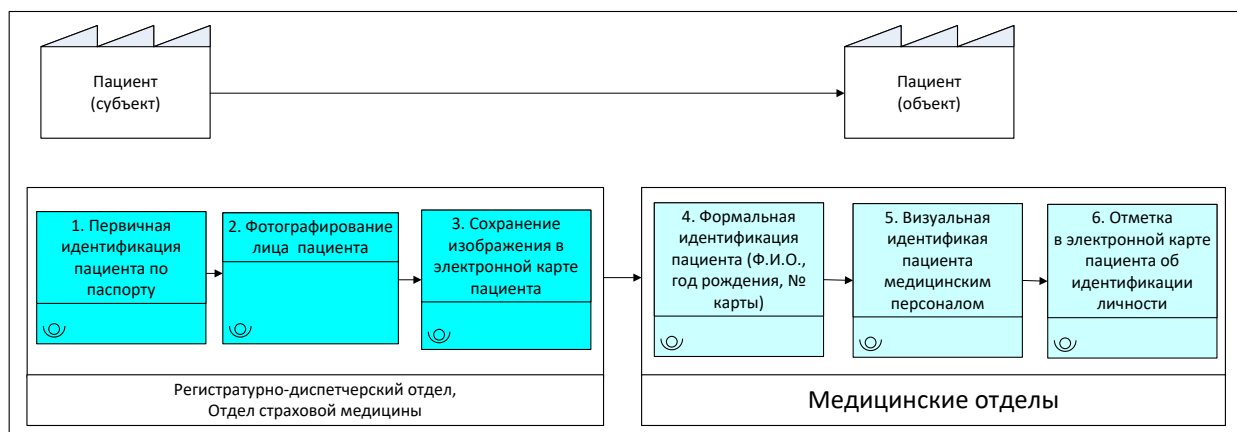 Пациент
(субъект)
Пациент
(объект)
1. Первичная
идентификация
пациента по
паспорту
2. Фотографирование
лица пациента
3. Сохранение
изображения в
электронной карте
пациента
4. Формальная
идентификация
пациента (Ф.И.О.,
год рождения, №
карты)
5. Визуальная
идентификая
пациента
медицинским
персоналом
6. Отметка
в электронной карте
пациента об
идентификации
личности
Регистратурно-диспетчерский отдел,
Отдел страховой медицины
Медицинские отделы